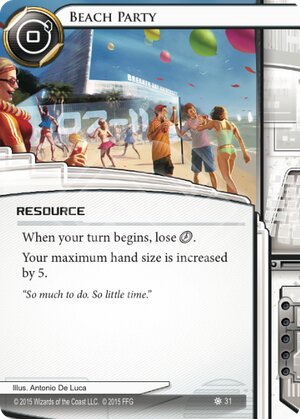 0
BEACH PARTY
RESOURCE
When your turn begins, lose .
Your maximum hand size is increased
by 5.
"So much to do. So little time."
Illus. Antonio De Luca
© 2015 Wizards of the Coast LLC. © 2015 FFG
31